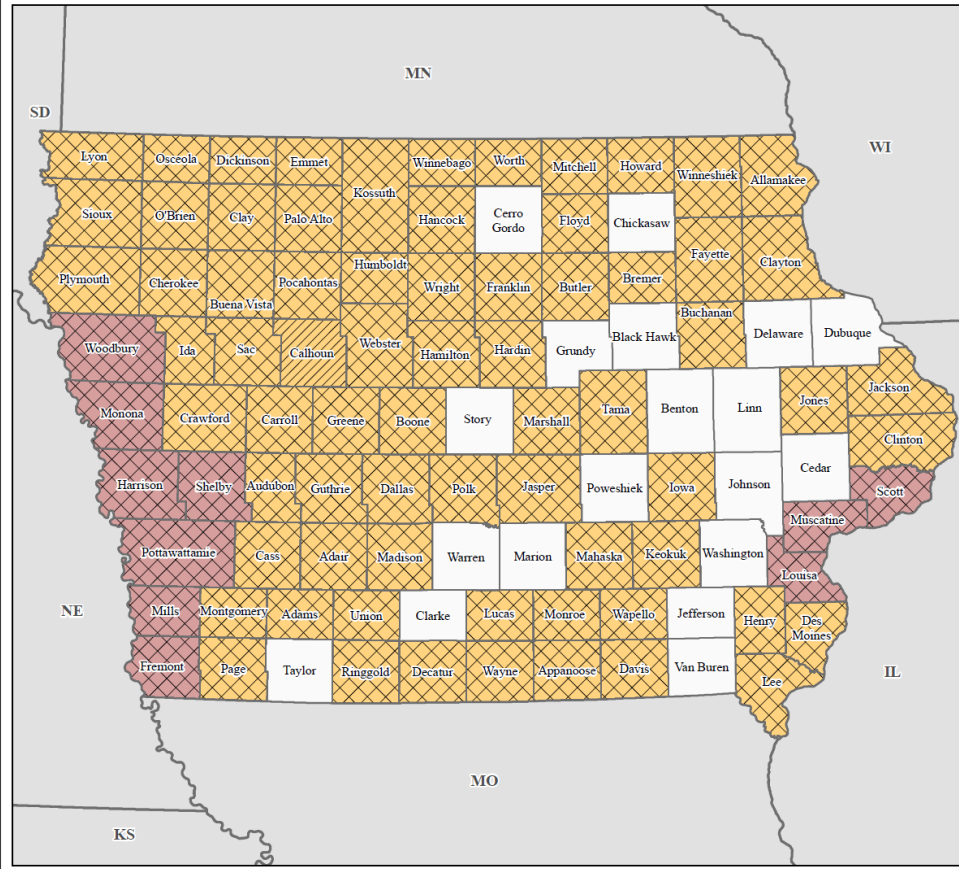 MN
SD
WI
Lyon
Osceola
Dickinson
Emmet
Winnebago
Worth
Mitchell
Howard
Winneshiek
Allamakee
Kossuth
Sioux
O'Brien
Clay
Palo Alto
Hancock
Cerro
Gordo
Floyd
Chickasaw
Fayette
Clayton
Plymouth
Cherokee
Buena Vista
Pocahontas
Humboldt
Wright
Franklin
Butler
Bremer
Buchanan
Black Hawk
Delaware
Dubuque
Woodbury
Ida
Sac
Calhoun
Webster
Hamilton
Hardin
Grundy
Jackson
Monona
Crawford
Carroll
Greene
Boone
Story
Marshall
Tama
Benton
Linn
Jones
Clinton
Cedar
Harrison
Shelby
Audubon
Guthrie
Dallas
Polk
Jasper
Poweshiek
Iowa
Johnson
Scott
Muscatine
Pottawattamie
Cass
Adair
Madison
Warren
Marion
Mahaska
Keokuk
Washington
Louisa
NE
Mills
Montgomery
Adams
Union
Clarke
Lucas
Monroe
Wapello
Jefferson
Henry
Des
Moines
Fremont
Page
Taylor
Ringgold
Decatur
Wayne
Appanoose
Davis
Van Buren
Lee
IL
MO
KS